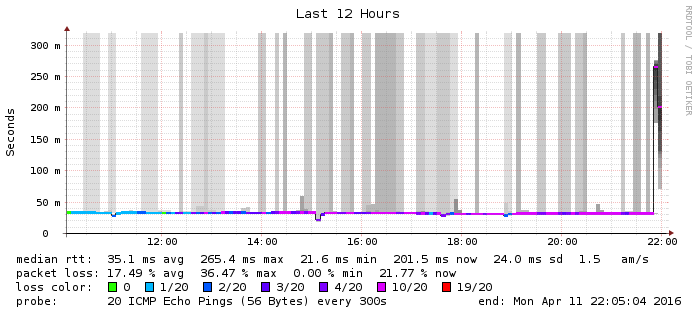 Last 12 Hours
RRDTOOL / TOBI OETIKER
Seconds
300 m
250 m
200 m
150 m
100 m
50 m
0
12:00 14:00 16:00 18:00 20:00 22:00
median rtt: 35.1 ms avg 265.4 ms max 21.6 ms min 201.5 ms now 24.0 ms sd 1.5 am/s
packet loss: 17.49 % avg 36.47 % max 0.00 % min 21.77 % now
loss color: 0 1/20 2/20 3/20 4/20 10/20 19/20
probe: 20 ICMP Echo Pings (56 Bytes) every 300s end: Mon Apr 11 22:05:04 2016